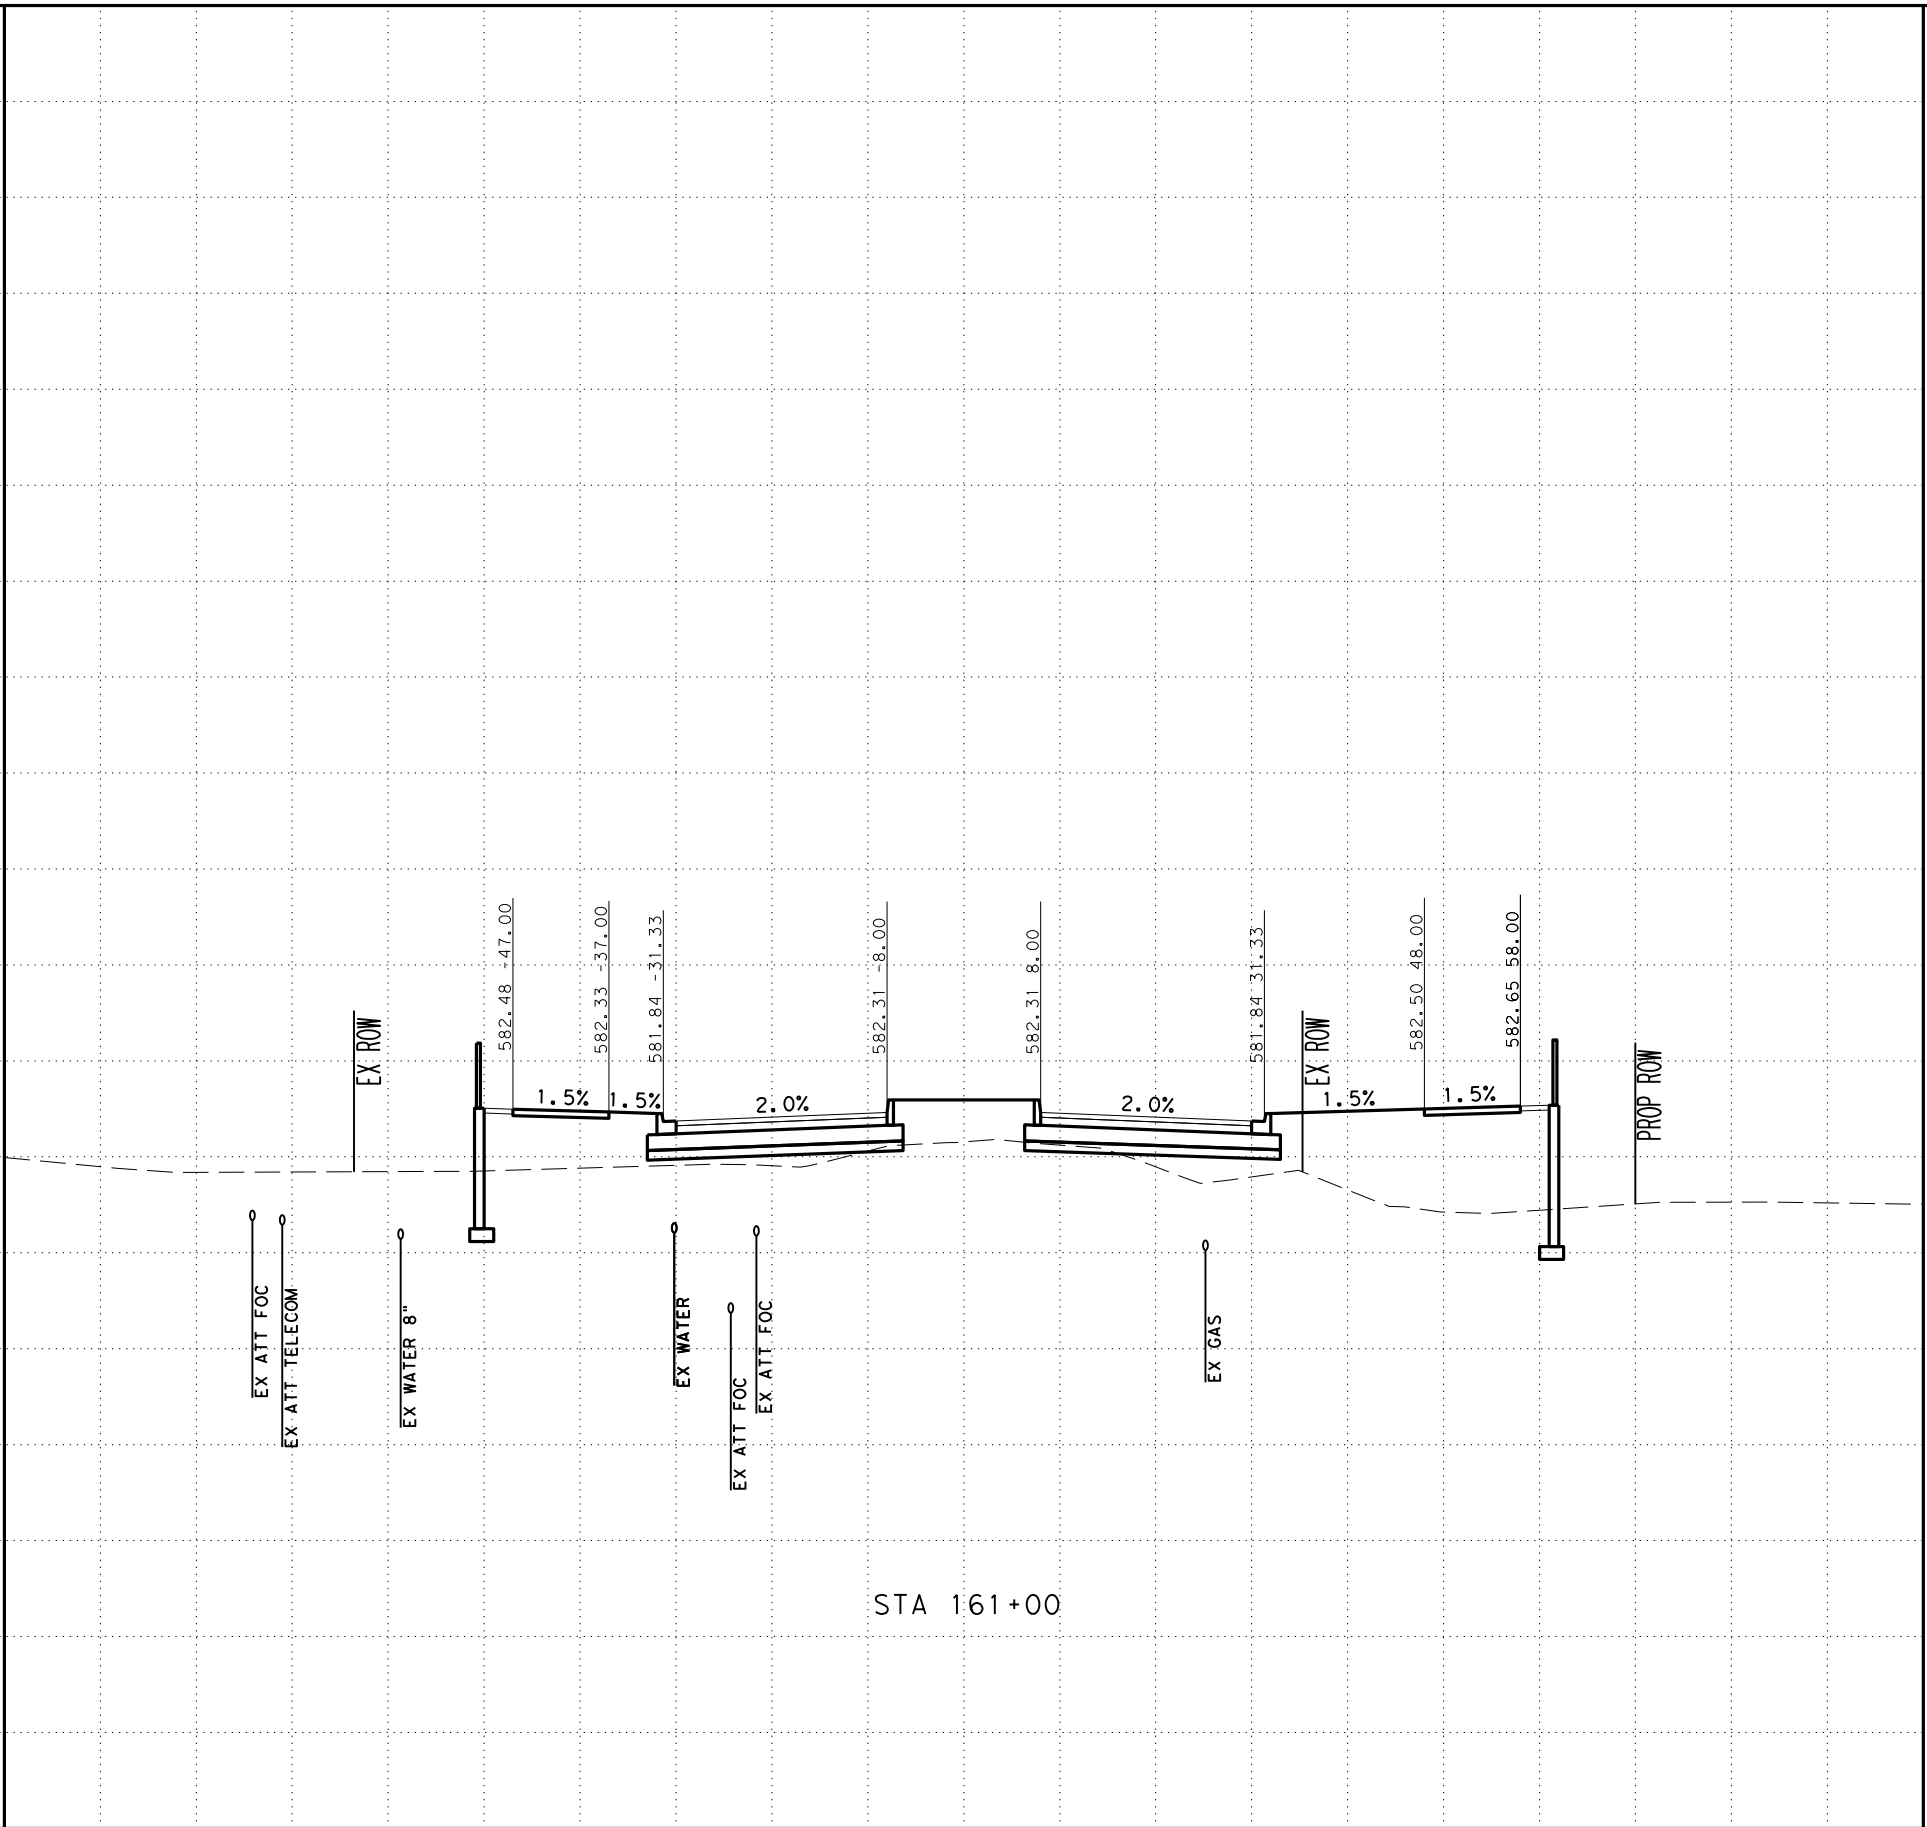 582.48 -47.00
582.33 -37.00
581.84 -31.33
582.31 -8.00
582.31 8.00
581.84 31.33
582.50 48.00
582.65 58.00
EX ROW
EX ROW
PROP ROW
1.5%
1.5%
2.0%
2.0%
1.5%
1.5%
EX ATT FOC
EX ATT TELECOM
EX WATER 8"
EX WATER
EX ATT FOC
EX ATT FOC
EX GAS
STA 161+00